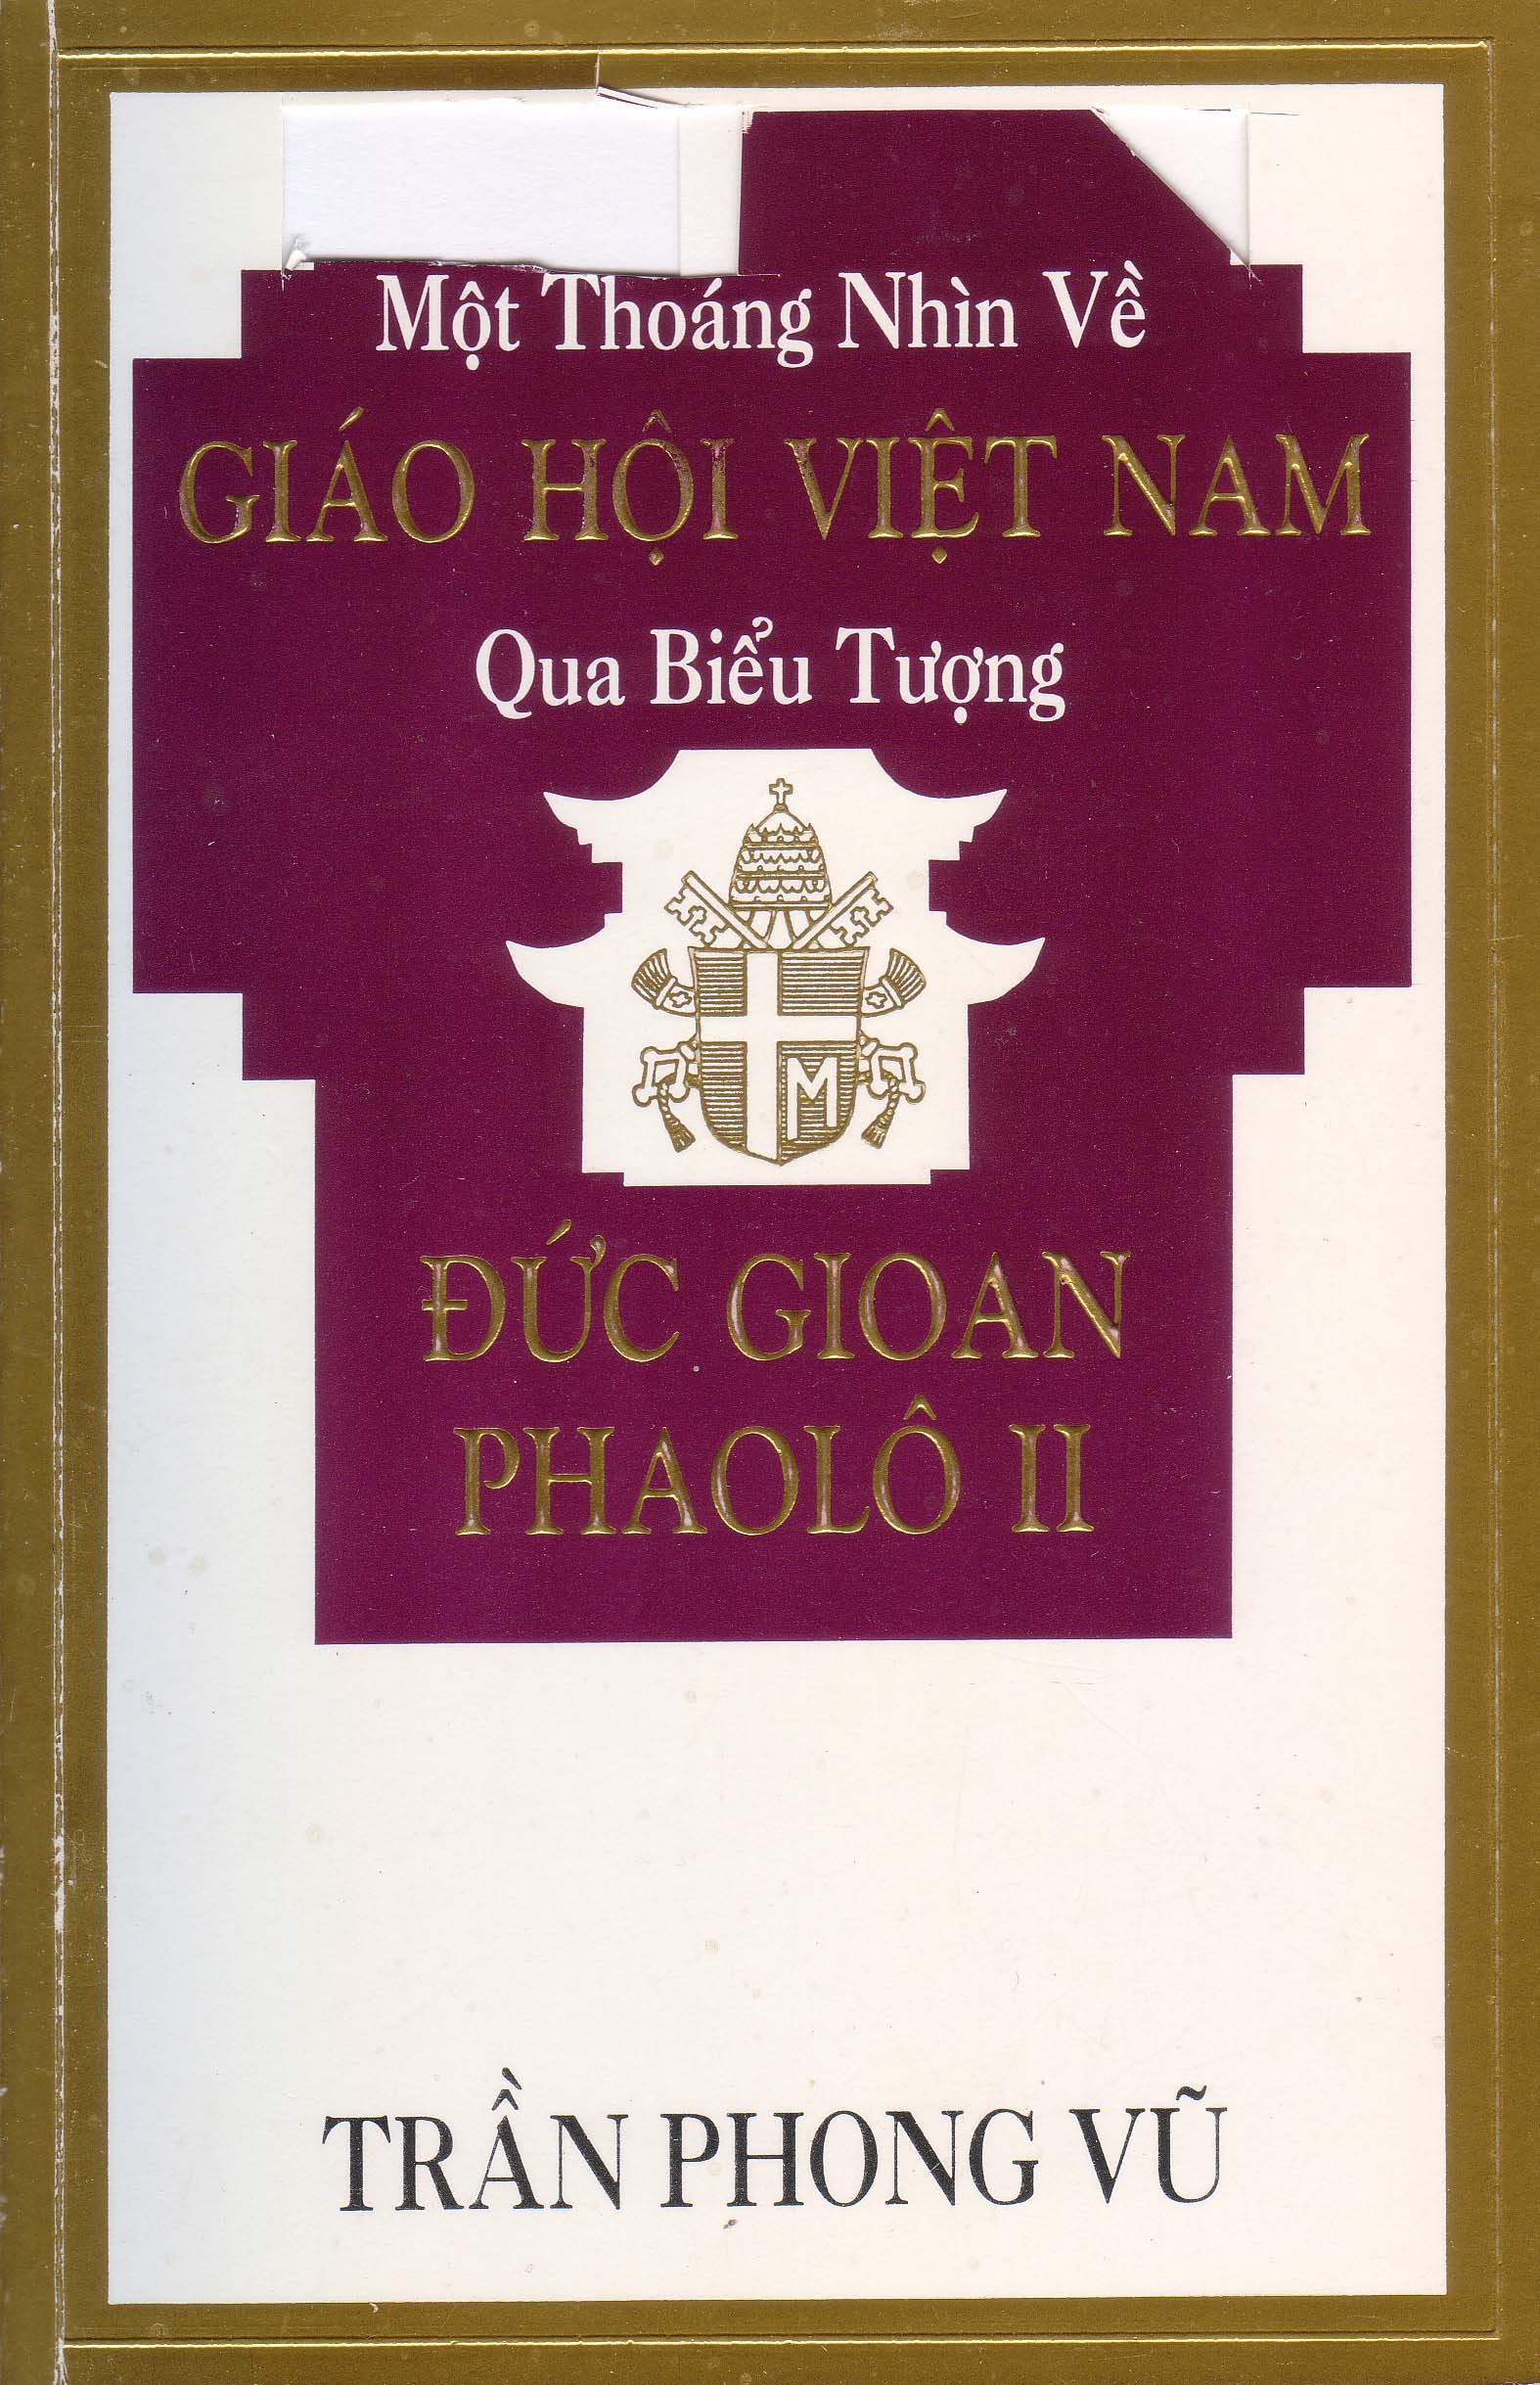 Một Thoáng Nhìn Về
GIÁO HỘI VIỆT NAM
Qua Biểu Tượng
M
ĐỨC GIOAN
PHAOLÔ II
TRẦN PHONG VŨ